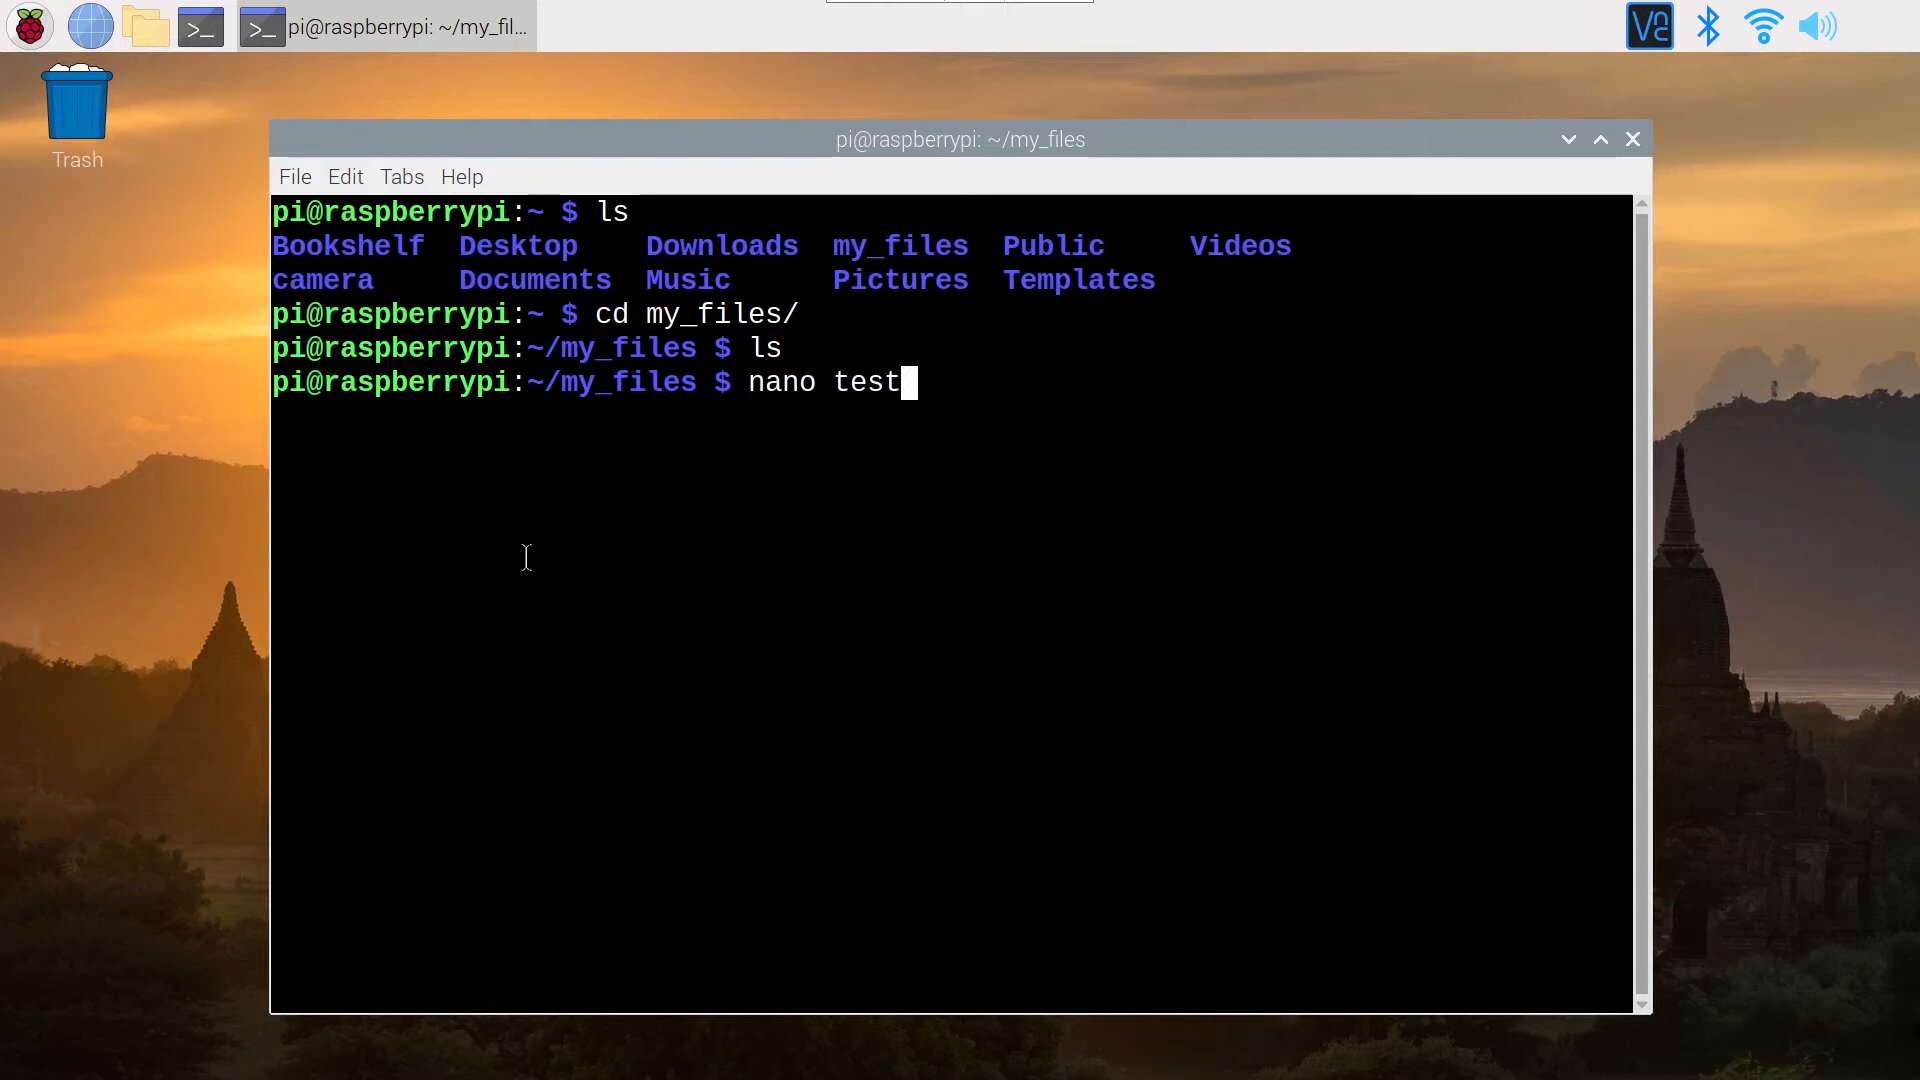 >_ >_ pi@raspberrypi: ~/my_fil... V2
Trash
pi@raspberrypi: ~/my_files
File Edit Tabs Help
pi@raspberrypi:~ $ ls
Bookshelf Desktop Downloads my_files Public Videos
camera Documents Music Pictures Templates
pi@raspberrypi:~ $ cd my_files/
pi@raspberrypi:~/my_files $ ls
pi@raspberrypi:~/my_files $ nano test